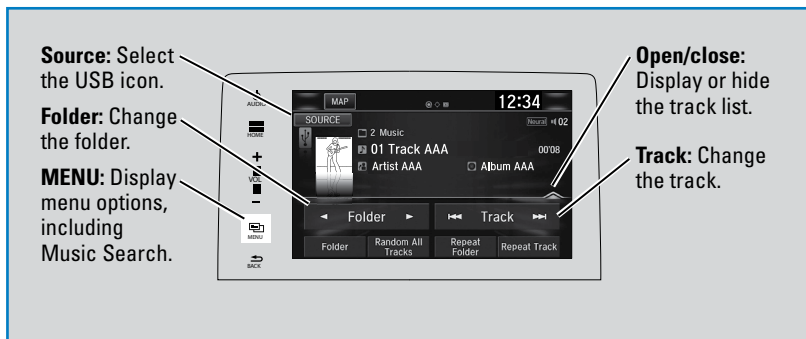 Source: Select
the USB icon.
Folder: Change
the folder.
MENU: Display
menu options,
including
Music Search.
Open/close:
Display or hide
the track list.
Track: Change
the track.
AUDIO
HOME
+
VOL
−
MENU
BACK
MAP
12:34
SOURCE
Neural 02
2 Music
01 Track AAA
00'08
Artist AAA
Album AAA
Folder
Track
Folder
Random All
Tracks
Repeat
Folder
Repeat Track